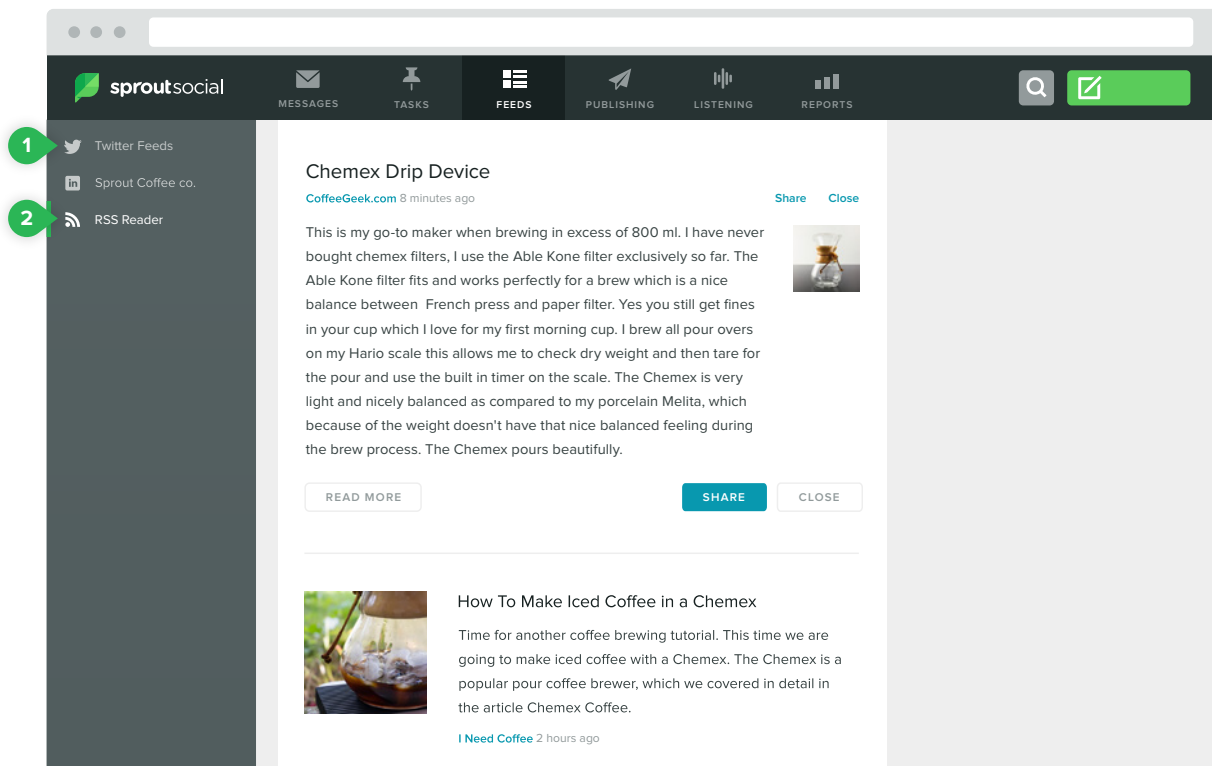 sproutsocial
MESSAGES
TASKS
FEEDS
PUBLISHING
LISTENING
REPORTS
1
Twitter Feeds
in
Sprout Coffee co.
2
RSS Reader
Chemex Drip Device
CoffeeGeek.com 8 minutes ago
Share
Close
This is my go-to maker when brewing in excess of 800 ml. I have never
bought chemex filters, I use the Able Kone filter exclusively so far. The
Able Kone filter fits and works perfectly for a brew which is a nice
balance between  French press and paper filter. Yes you still get fines
in your cup which I love for my first morning cup. I brew all pour overs
on my Hario scale this allows me to check dry weight and then tare for
the pour and use the built in timer on the scale. The Chemex is very
light and nicely balanced as compared to my porcelain Melita, which
because of the weight doesn't have that nice balanced feeling during
the brew process. The Chemex pours beautifully.
READ MORE
SHARE
CLOSE
How To Make Iced Coffee in a Chemex
Time for another coffee brewing tutorial. This time we are
going to make iced coffee with a Chemex. The Chemex is a
popular pour coffee brewer, which we covered in detail in
the article Chemex Coffee.
I Need Coffee 2 hours ago